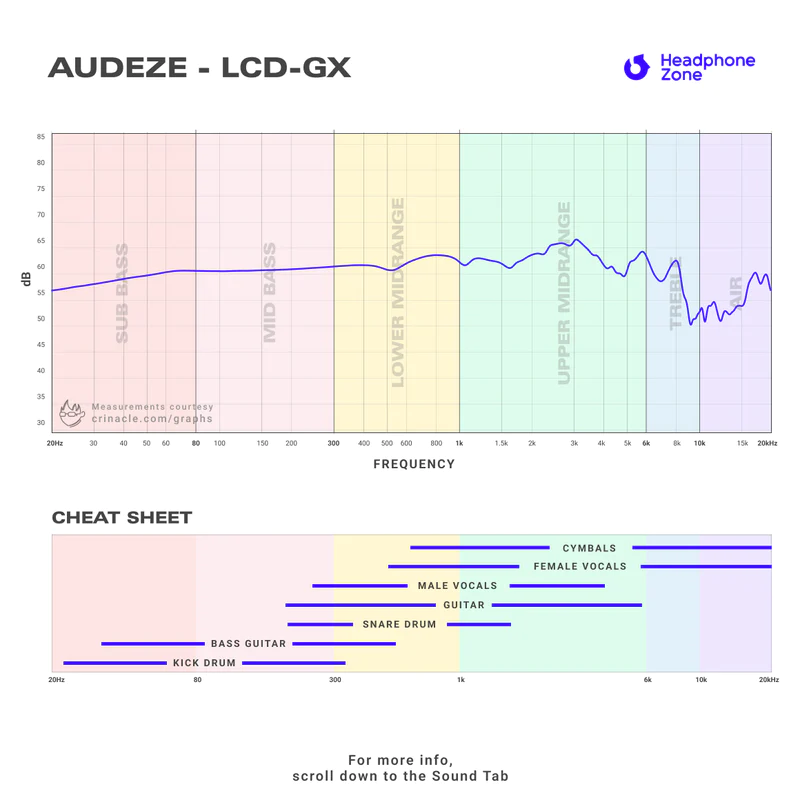 AUDEZE - LCD-GX
Headphone
Zone
85
80
75
70
65
60
55
50
45
40
35
30
dB
SUB BASS
MID BASS
LOWER MIDRANGE
UPPER MIDRANGE
TREBLE
AIR
Measurements courtesy
crinacle.com/graphs
20Hz 30 40 50 60 80 100 150 200 300 400 500 600 800 1k 1.5k 2k 3k 4k 5k 6k 8k 10k 15k 20kHz
FREQUENCY
CHEAT SHEET
CYMBALS
FEMALE VOCALS
MALE VOCALS
GUITAR
SNARE DRUM
BASS GUITAR
KICK DRUM
20Hz 80 300 1k 6k 10k 20kHz
For more info,
scroll down to the Sound Tab